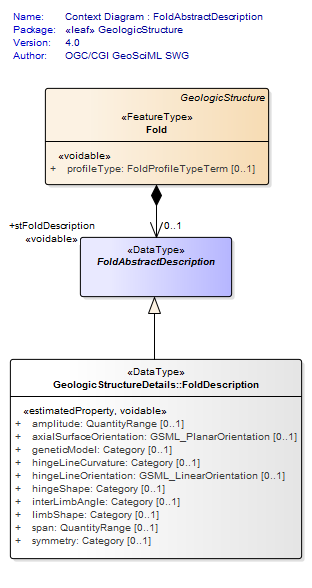 Name: Context Diagram : FoldAbstractDescription
Package: «leaf» GeologicStructure
Version: 4.0
Author: OGC/CGI GeoSciML SWG
GeologicStructure
«FeatureType»
Fold
«voidable»
+ profileType: FoldProfileTypeTerm [0..1]
+stFoldDescription 0..1
«voidable»
«DataType»
FoldAbstractDescription
«DataType»
GeologicStructureDetails::FoldDescription
«estimatedProperty, voidable»
+ amplitude: QuantityRange [0..1]
+ axialSurfaceOrientation: GSML_PlanarOrientation [0..1]
+ geneticModel: Category [0..1]
+ hingeLineCurvature: Category [0..1]
+ hingeLineOrientation: GSML_LinearOrientation [0..1]
+ hingeShape: Category [0..1]
+ interLimbAngle: Category [0..1]
+ limbShape: Category [0..1]
+ span: QuantityRange [0..1]
+ symmetry: Category [0..1]